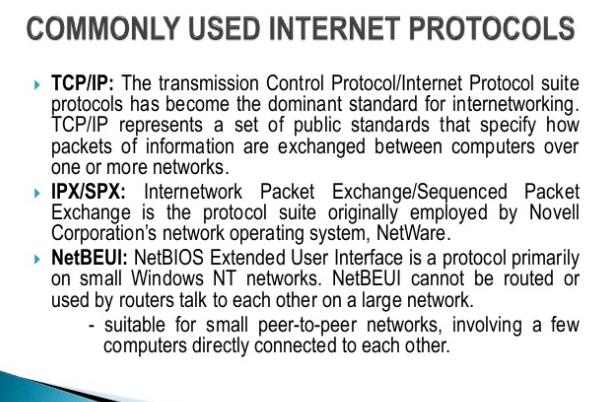 COMMONLY USED INTERNET PROTOCOLS
TCP/IP: The transmission Control Protocol/Internet Protocol suite
protocols has become the dominant standard for internetworking.
TCP/IP represents a set of public standards that specify how
packets of information are exchanged between computers over
one or more networks.
IPX/SPX: Internetwork Packet Exchange/Sequenced Packet
Exchange is the protocol suite originally employed by Novell
Corporation's network operating system, NetWare.
NetBEUI: NetBIOS Extended User Interface is a protocol primarily
on small Windows NT networks. NetBEUI cannot be routed or
used by routers talk to each other on a large network.
- suitable for small peer-to-peer networks, involving a few
computers directly connected to each other.